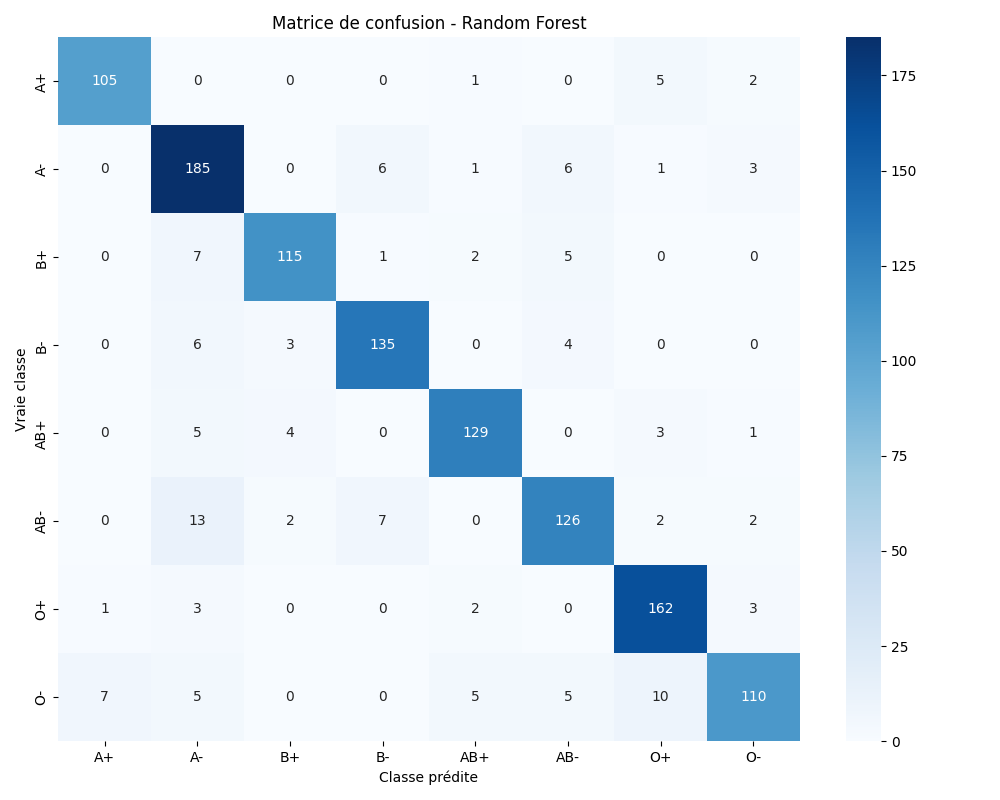 Matrice de confusion - Random Forest
A+ 105 0 0 0 1 0 5 2
A- 0 185 0 6 1 6 1 3
B+ 0 7 115 1 2 5 0 0
B- 0 6 3 135 0 4 0 0
AB+ 0 5 4 0 129 0 3 1
AB- 0 13 2 7 0 126 2 2
O+ 1 3 0 0 2 0 162 3
O- 7 5 0 0 5 5 10 110
A+ A- B+ B- AB+ AB- O+ O-
Classe prédite
Vraie classe
175
150
125
100
75
50
25
0